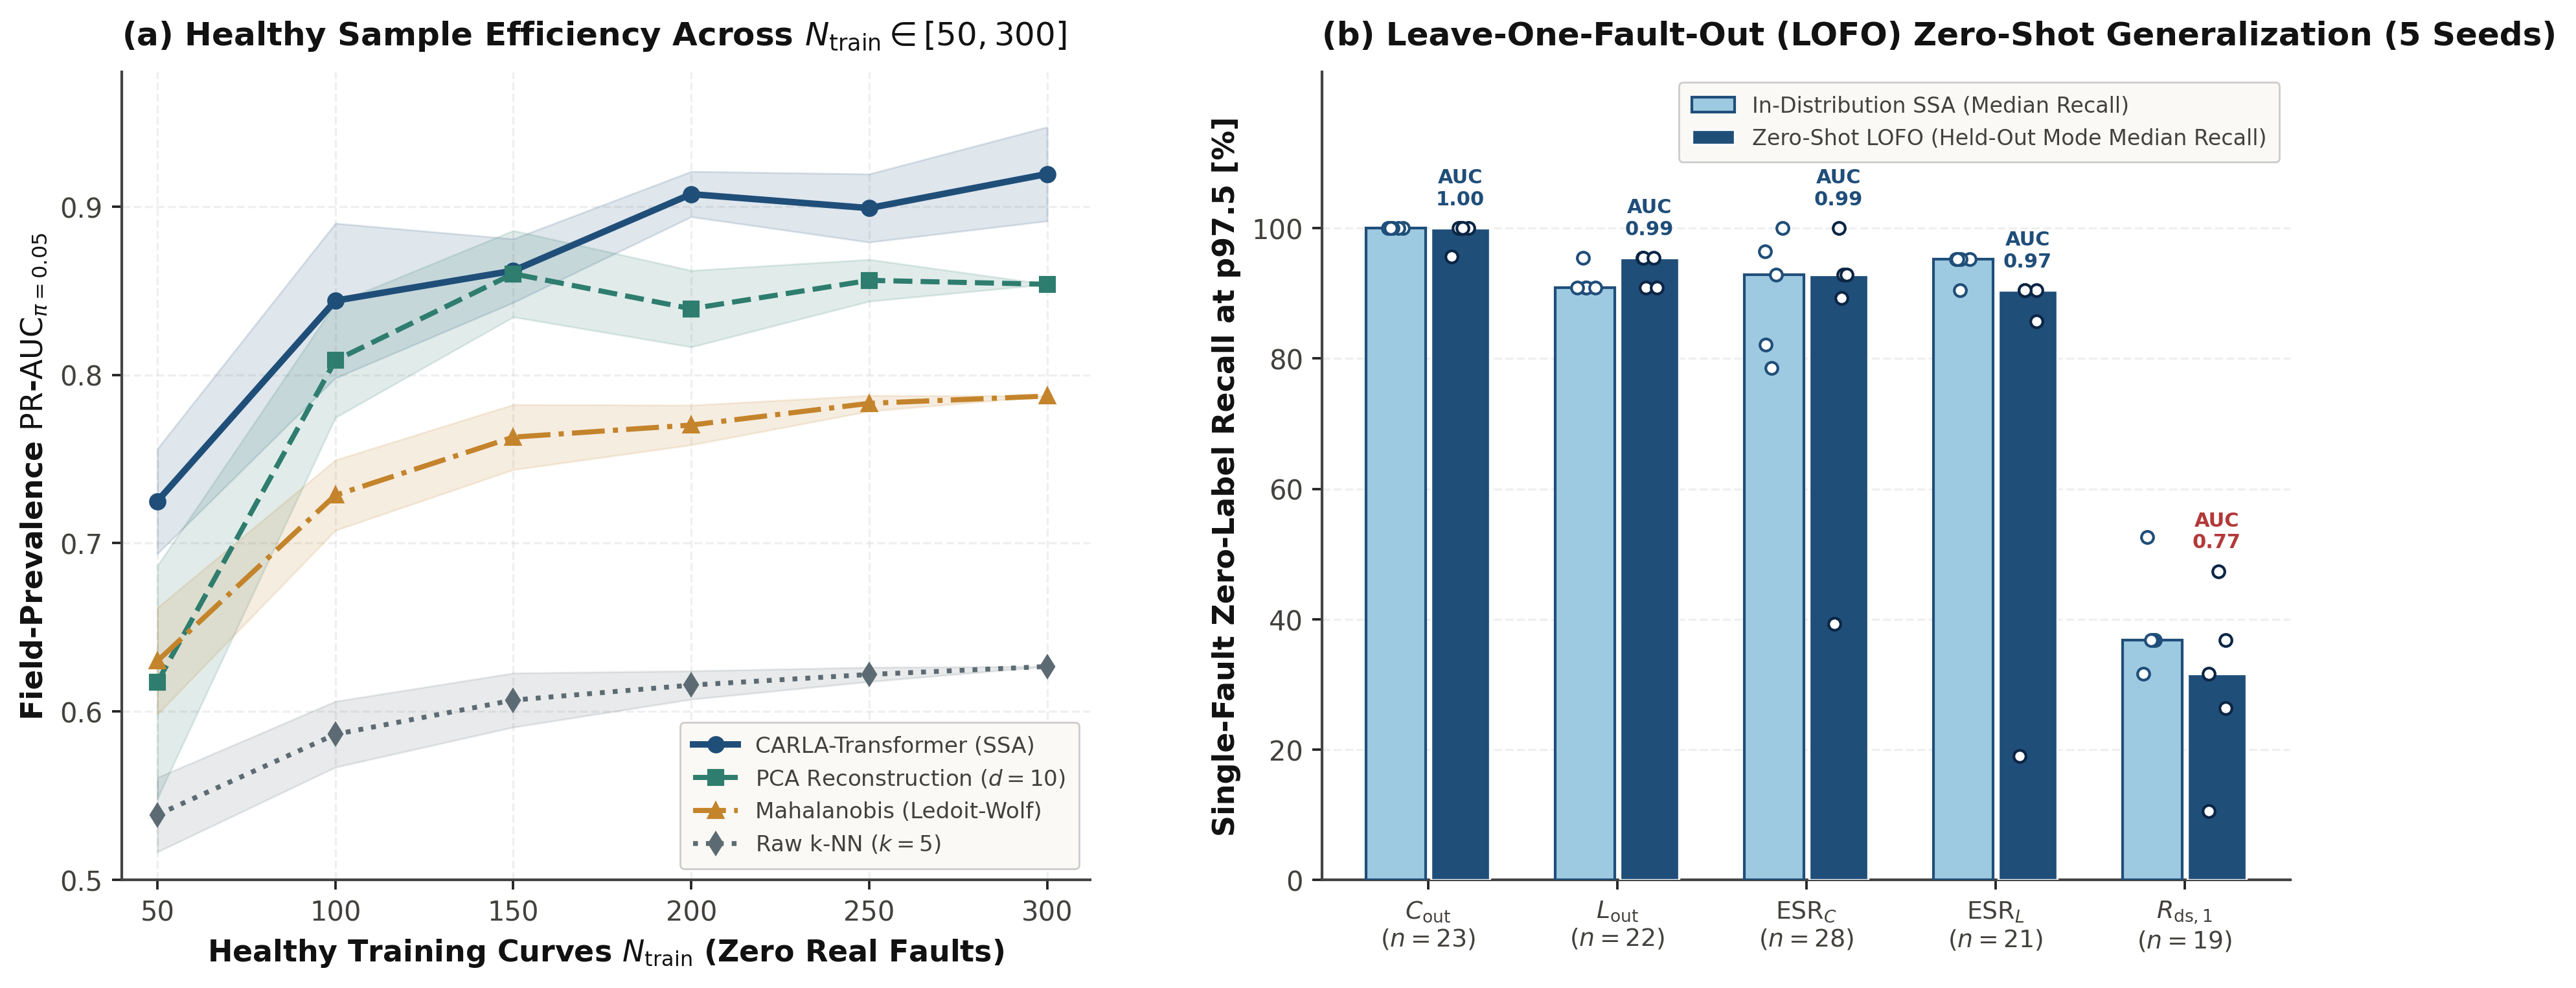 (a) Healthy Sample Efficiency Across N_train ∈ [50, 300]
Field-Prevalence PR-AUC_π=0.05
0.9
0.8
0.7
0.6
0.5
50 100 150 200 250 300
Healthy Training Curves N_train (Zero Real Faults)
CARLA-Transformer (SSA)
PCA Reconstruction (d = 10)
Mahalanobis (Ledoit-Wolf)
Raw k-NN (k = 5)
(b) Leave-One-Fault-Out (LOFO) Zero-Shot Generalization (5 Seeds)
Single-Fault Zero-Label Recall at p97.5 [%]
In-Distribution SSA (Median Recall)
Zero-Shot LOFO (Held-Out Mode Median Recall)
100
80
60
40
20
0
AUC
1.00
AUC
0.99
AUC
0.99
AUC
0.97
AUC
0.77
C_out
(n = 23)
L_out
(n = 22)
ESR_C
(n = 28)
ESR_L
(n = 21)
R_ds,1
(n = 19)